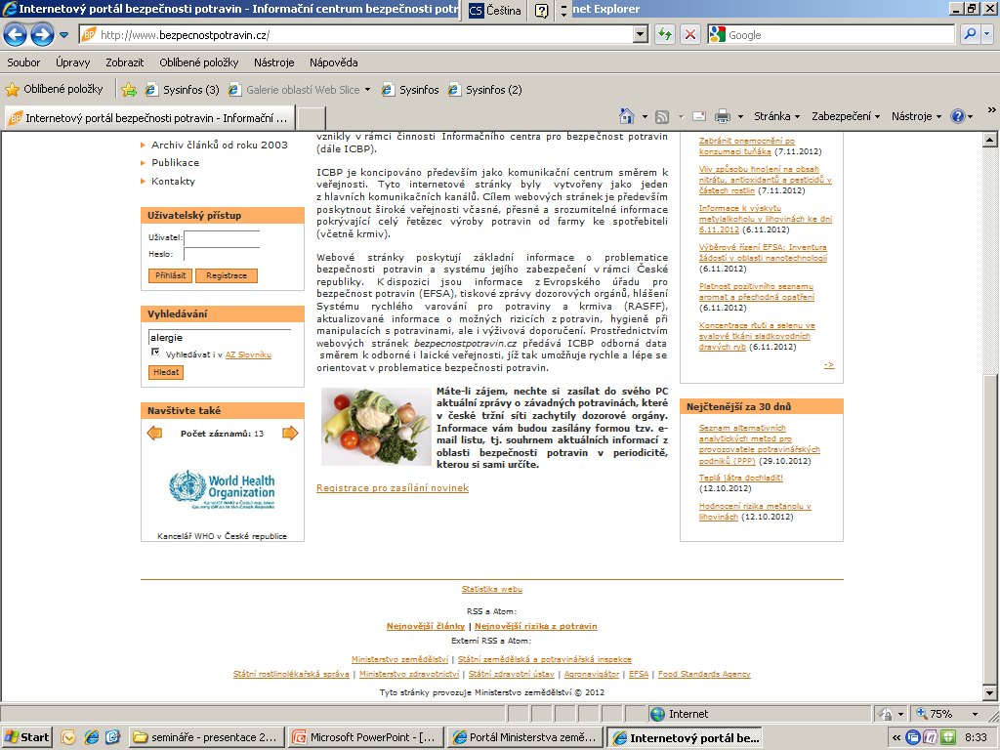 Internetový portál bezpečnosti potravin - Informační centrum bezpečnosti potr
CS Čeština
net Explorer
http://www.bezpecnostpotravin.cz/
Google
Soubor Úpravy Zobrazit Oblíbené položky Nástroje Nápověda
Oblíbené položky Sysinfos (3) Galerie oblastí Web Slice Sysinfos Sysinfos (2)
Internetový portál bezpečnosti potravin - Informační ...
Stránka Zabezpečení Nástroje
Archiv článků od roku 2003
Publikace
Kontakty
Uživatelský přístup
Uživatel:
Heslo:
Přihlásit Registrace
Vyhledávání
alergie
Vyhledávat i v AZ Slovníku
Hledat
Navštivte také
Počet záznamů: 13
World Health
Organization
Kancelář WHO v České republice
Country Office in the Czech Republic
Kancelář WHO v České republice
vznikly v rámci činnosti Informačního centra pro bezpečnost potravin
(dále ICBP).
ICBP je koncipováno především jako komunikační centrum směrem k
veřejnosti. Tyto internetové stránky byly vytvořeny jako jeden
z hlavních komunikačních kanálů. Cílem webových stránek je především
poskytnout široké veřejnosti včasné, přesné a srozumitelné informace
pokrývající celý řetězec výroby potravin od farmy ke spotřebiteli
(včetně krmiv).
Webové stránky poskytují základní informace o problematice
bezpečnosti potravin a systému jejího zabezpečení v rámci České
republiky. K dispozici jsou informace z Evropského úřadu pro
bezpečnost potravin (EFSA), tiskové zprávy dozorových orgánů, hlášení
Systému rychlého varování pro potraviny a krmiva (RASFF),
aktualizované informace o možných rizicích z potravin, hygieně při
manipulacích s potravinami, ale i výživová doporučení. Prostřednictvím
webových stránek bezpecnostpotravin.cz předává ICBP odborná data
směrem k odborné i laické veřejnosti, jíž tak umožňuje rychle a lépe se
orientovat v problematice bezpečnosti potravin.
Máte-li zájem, nechte si zasílat do svého PC
aktuální zprávy o závadných potravinách, které
v české tržní síti zachytily dozorové orgány.
Informace vám budou zasílány formou tzv. e-
mail listu, tj. souhrnem aktuálních informací z
oblasti bezpečnosti potravin v periodicitě,
kterou si sami určíte.
Registrace pro zasílání novinek
Zabránit onemocnění po
konzumaci tuňáka (7.11.2012)
Vliv způsobu hnojení na obsah
nitrátu, antioxidantů a pesticidů v
částech rostlin (7.11.2012)
Informace k výskytu
metylalkoholu v lihovinách ke dni
6.11.2012 (6.11.2012)
Výběrové řízení EFSA: Inventura
žádostí v oblasti nanotechnologií
(6.11.2012)
Platnost pozitivního seznamu
aromat a přechodná opatření
(6.11.2012)
Koncentrace rtuti a selenu ve
svalové tkáni sladkovodních
dravých ryb (6.11.2012)
->
Nejčtenější za 30 dnů
Seznam alternativních
analytických metod pro
provozovatele potravinářských
podniků (PPP) (29.10.2012)
Teplá játra dochladit!
(12.10.2012)
Hodnocení rizika metanolu v
lihovinách (12.10.2012)
Statistika webu
RSS a Atom:
Nejnovější články | Nejnovější rizika z potravin
Externí RSS a Atom:
Ministerstvo zemědělství | Státní zemědělská a potravinářská inspekce
Státní rostlinolékařská správa | Ministerstvo zdravotnictví | Státní zdravotní ústav | Agronavigátor | EFSA | Food Standards Agency
Tyto stránky provozuje Ministerstvo zemědělství © 2012
Internet 75%
Start semináře - presentace 2... Microsoft PowerPoint - [... Portál Ministerstva země... Internetový portál be... 8:33